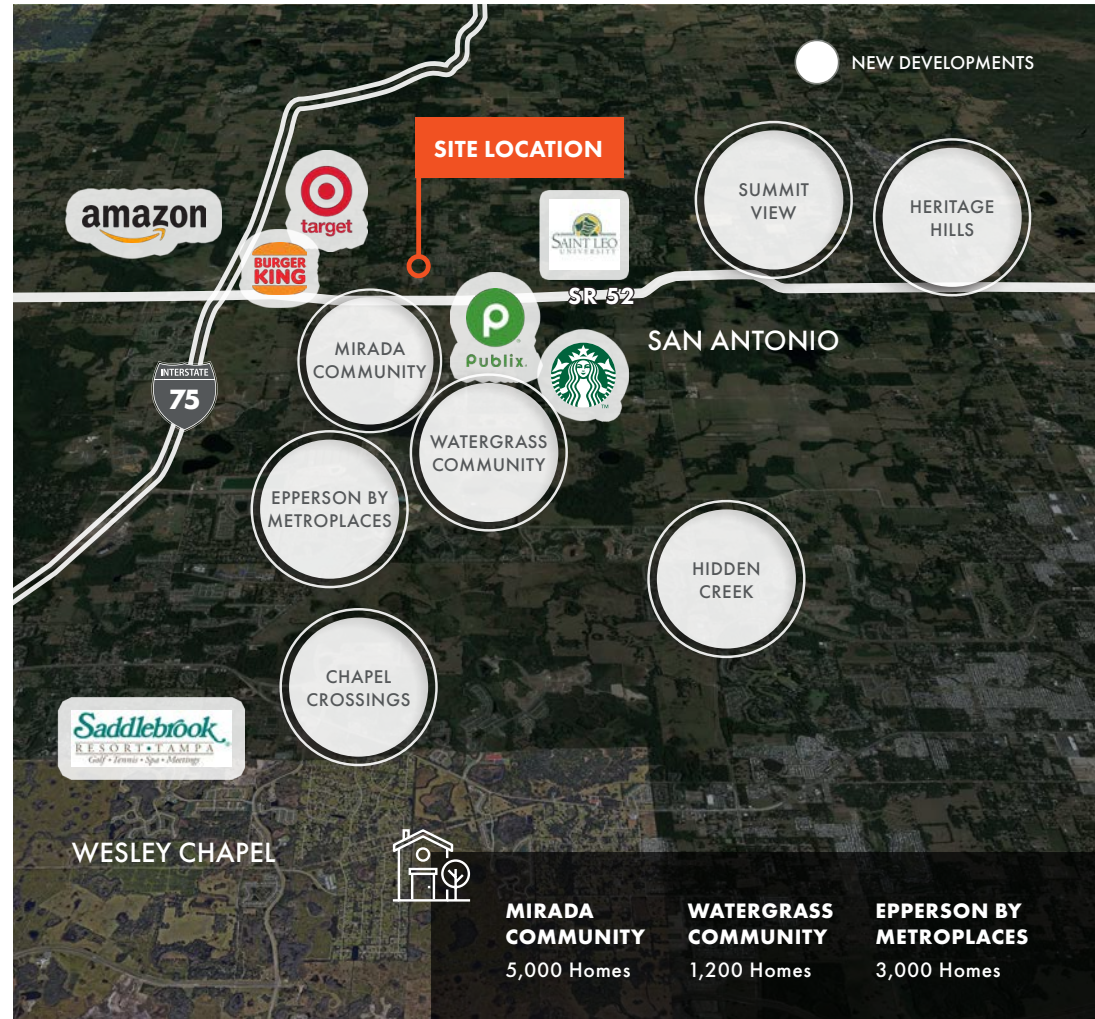 NEW DEVELOPMENTS
SITE LOCATION
amazon
target
BURGER
KING
SAINT LEO
UNIVERSITY
SUMMIT
VIEW
HERITAGE
HILLS
SR 52
SAN ANTONIO
MIRADA
COMMUNITY
Publix.
INTERSTATE
75
WATERGRASS
COMMUNITY
EPPERSON BY
METROPLACES
HIDDEN
CREEK
CHAPEL
CROSSINGS
Saddlebrook
RESORT • TAMPA
Golf • Tennis • Spa • Meetings
WESLEY CHAPEL
MIRADA
COMMUNITY
5,000 Homes
WATERGRASS
COMMUNITY
1,200 Homes
EPPERSON BY
METROPLACES
3,000 Homes